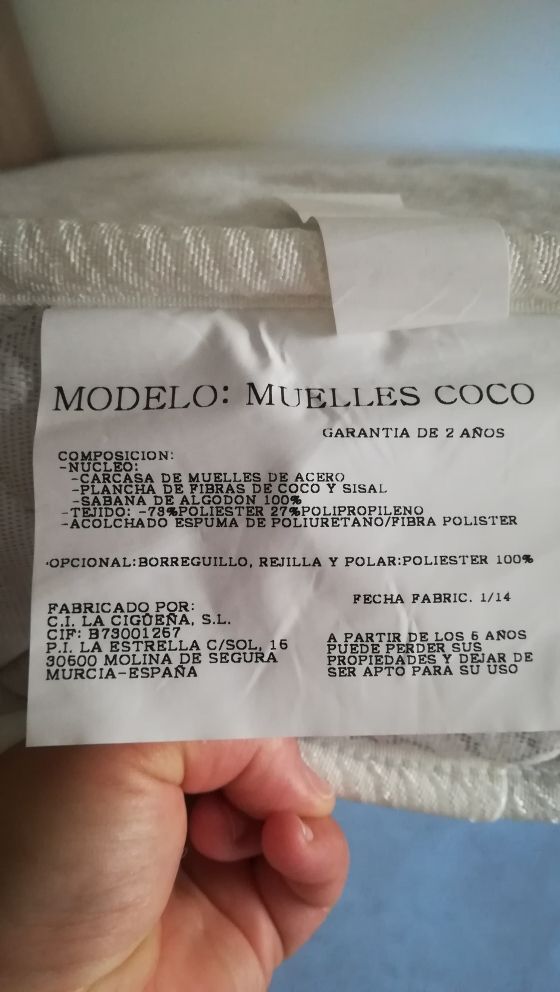 MODELO: MUELLES COCO
GARANTIA DE 2 AÑOS
COMPOSICION:
-NUCLEO:
-CARCASA DE MUELLES DE ACERO
-PLANCHA DE FIBRAS DE COCO Y SISAL
-SABANA DE ALGODON 100%
-TEJIDO: -73%POLIESTER 27%POLIPROPILENO
-ACOLCHADO ESPUMA DE POLIURETANO/FIBRA POLISTER
·OPCIONAL:BORREGUILLO, REJILLA Y POLAR:POLIESTER 100%
FECHA FABRIC. 1/14
FABRICADO POR:
C.I. LA CIGÜEÑA, S.L.
CIF: B73001267
P.I. LA ESTRELLA C/SOL, 15
30500 MOLINA DE SEGURA
MURCIA-ESPAÑA
A PARTIR DE LOS 5 AÑOS
PUEDE PERDER SUS
PROPIEDADES Y DEJAR DE
SER APTO PARA SU USO